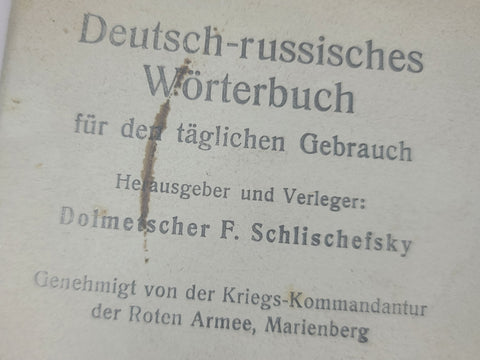 Deutsch-russisches
Wörterbuch
für den täglichen Gebrauch
Herausgeber und Verleger:
Dolmetscher F. Schlischefsky
Genehmigt von der Kriegs-Kommandantur
der Roten Armee, Marienberg